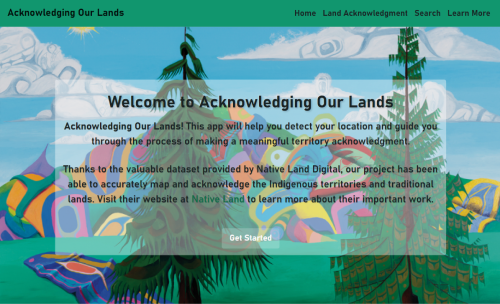 Acknowledging Our Lands
Home Land Acknowledgment Search Learn More
Welcome to Acknowledging Our Lands
Acknowledging Our Lands! This app will help you detect your location and guide you
through the process of making a meaningful territory acknowledgment.
Thanks to the valuable dataset provided by Native Land Digital, our project has been
able to accurately map and acknowledge the Indigenous territories and traditional
lands. Visit their website at Native Land to learn more about their important work.
Get Started